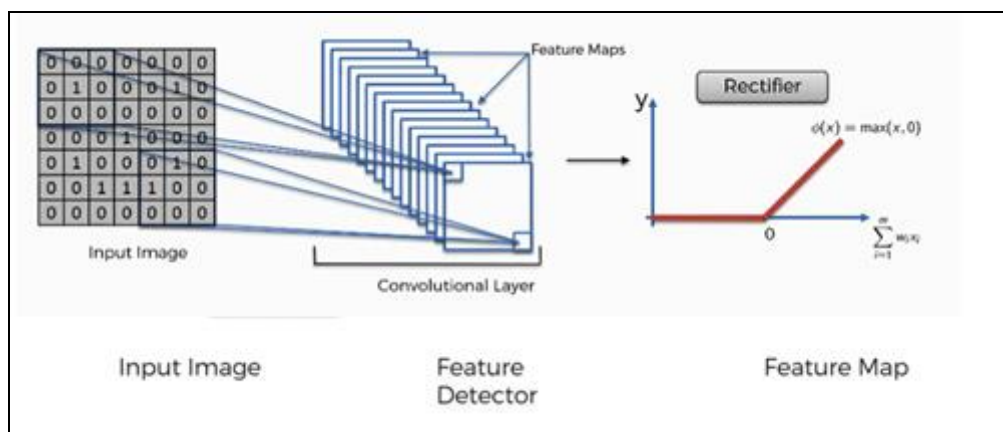 Feature Maps
0 0 0 0 0 0 0
0 1 0 0 0 1 0
0 0 0 0 0 0 0
0 0 0 1 0 0 0
0 1 0 0 0 1 0
0 0 1 1 1 0 0
0 0 0 0 0 0 0
Input Image
Convolutional Layer
Rectifier
y
ϕ(x) = max(x, 0)
0
m
∑ wᵢxᵢ
i=1
Input Image
Feature
Detector
Feature Map